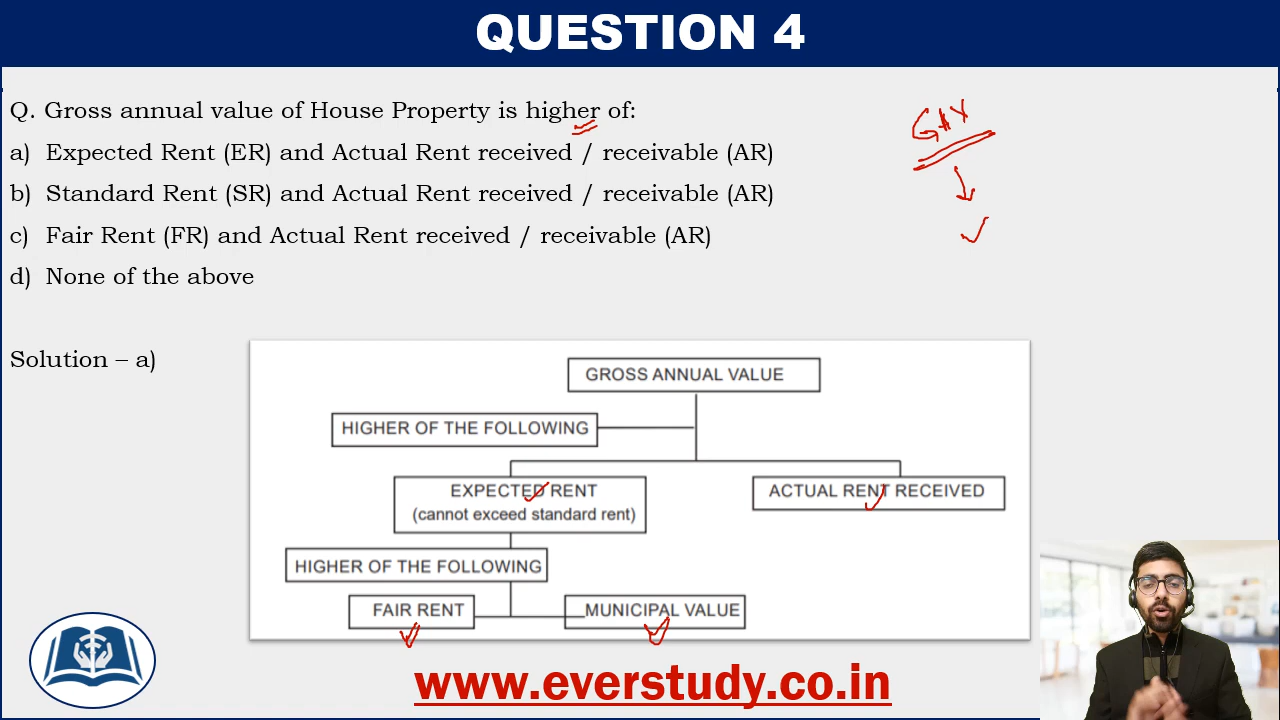 QUESTION 4
Q. Gross annual value of House Property is higher of:
a) Expected Rent (ER) and Actual Rent received / receivable (AR)
b) Standard Rent (SR) and Actual Rent received / receivable (AR)
c) Fair Rent (FR) and Actual Rent received / receivable (AR)
d) None of the above
GAV
Solution – a)
GROSS ANNUAL VALUE
HIGHER OF THE FOLLOWING
EXPECTED RENT
(cannot exceed standard rent)
ACTUAL RENT RECEIVED
HIGHER OF THE FOLLOWING
FAIR RENT
MUNICIPAL VALUE
www.everstudy.co.in